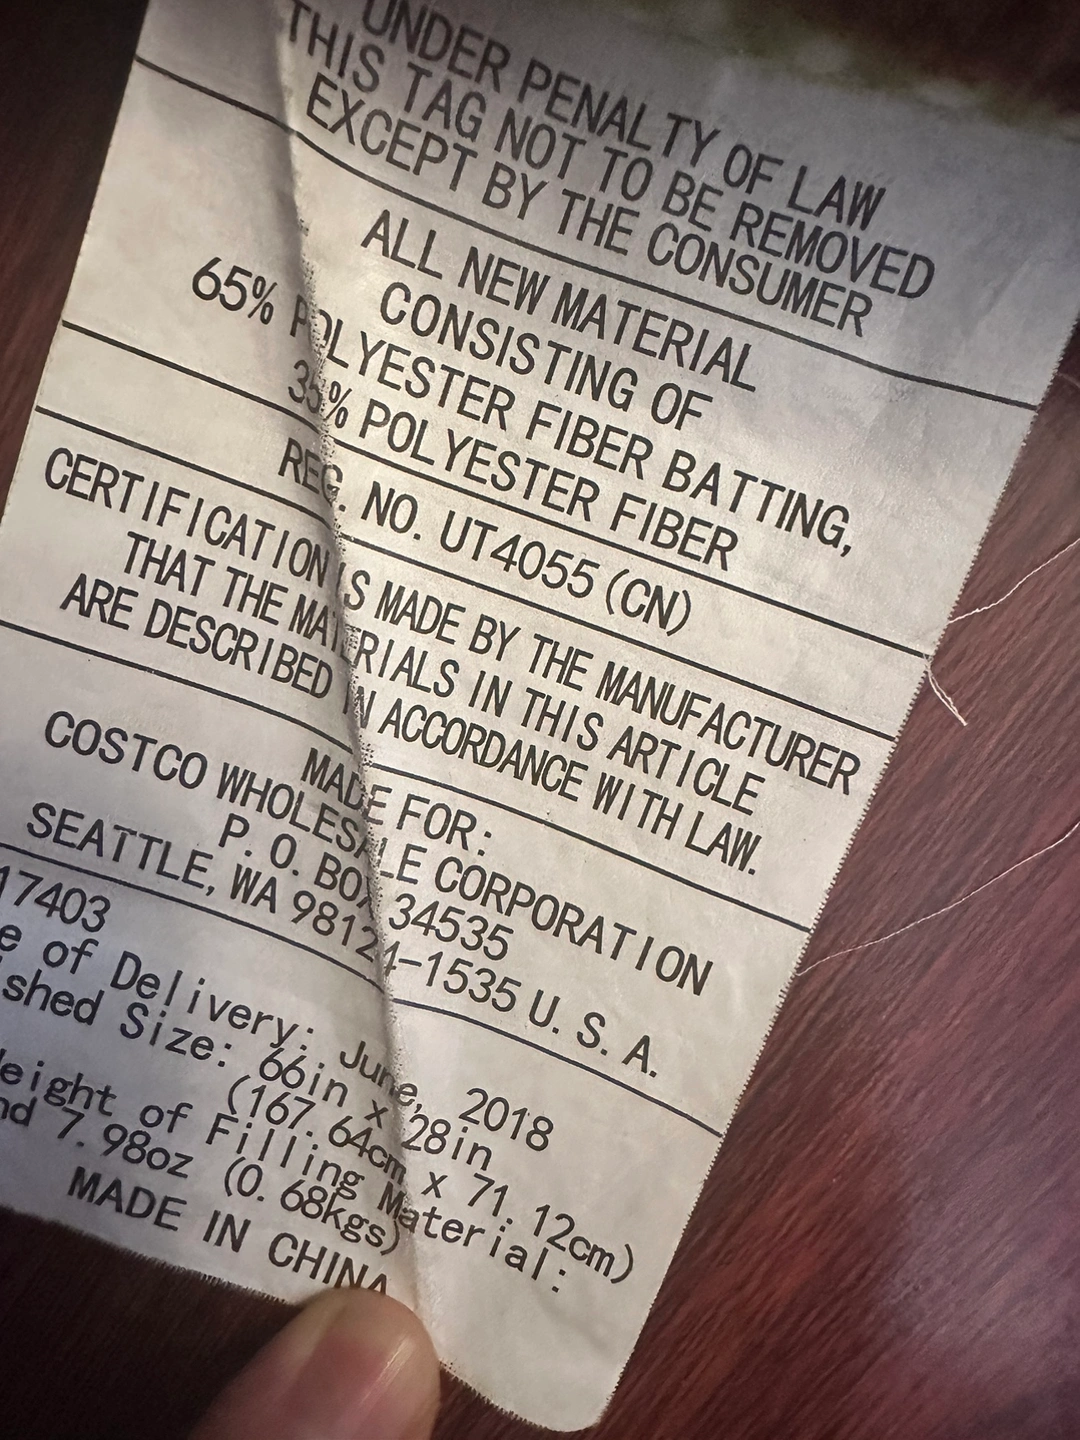 UNDER PENALTY OF LAW
THIS TAG NOT TO BE REMOVED
EXCEPT BY THE CONSUMER
ALL NEW MATERIAL
CONSISTING OF
65% POLYESTER FIBER BATTING,
35% POLYESTER FIBER
REG. NO. UT4055 (CN)
CERTIFICATION IS MADE BY THE MANUFACTURER
THAT THE MATERIALS IN THIS ARTICLE
ARE DESCRIBED IN ACCORDANCE WITH LAW.
MADE FOR:
COSTCO WHOLESALE CORPORATION
P. O. BOX 34535
SEATTLE, WA 98124-1535 U. S. A.
17403
of Delivery: June, 2018
Size: 66in x 28in
(167.64cm x 71.12cm)
of Filling Material:
7.98oz (0.68kgs)
MADE IN CHINA